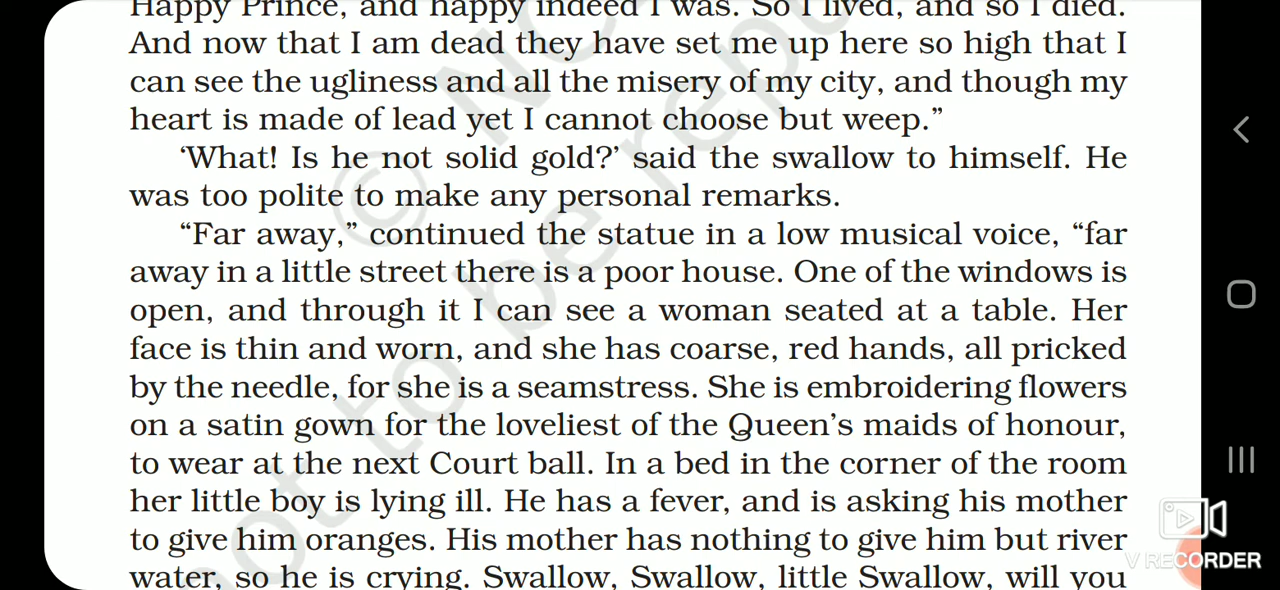 Happy Prince, and happy indeed I was. So I lived, and so I died.
And now that I am dead they have set me up here so high that I
can see the ugliness and all the misery of my city, and though my
heart is made of lead yet I cannot choose but weep.”
‘What! Is he not solid gold?’ said the swallow to himself. He
was too polite to make any personal remarks.
“Far away,” continued the statue in a low musical voice, “far
away in a little street there is a poor house. One of the windows is
open, and through it I can see a woman seated at a table. Her
face is thin and worn, and she has coarse, red hands, all pricked
by the needle, for she is a seamstress. She is embroidering flowers
on a satin gown for the loveliest of the Queen’s maids of honour,
to wear at the next Court ball. In a bed in the corner of the room
her little boy is lying ill. He has a fever, and is asking his mother
to give him oranges. His mother has nothing to give him but river
water, so he is crying. Swallow, Swallow, little Swallow, will you
© NC
not to be rep
V RECORDER